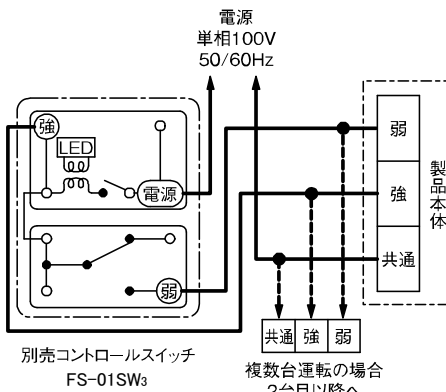 電源
単相100V
50/60Hz
強
LED
電源
弱
弱
強
共通
製品本体
共通 強 弱
別売コントロールスイッチ
FS-01SW3
複数台運転の場合
2台目以降へ